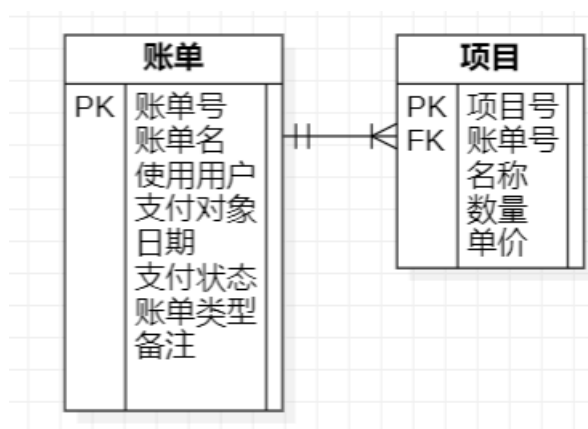 账单
PK 账单号
账单名
使用用户
支付对象
日期
支付状态
账单类型
备注
项目
PK 项目号
FK 账单号
名称
数量
单价